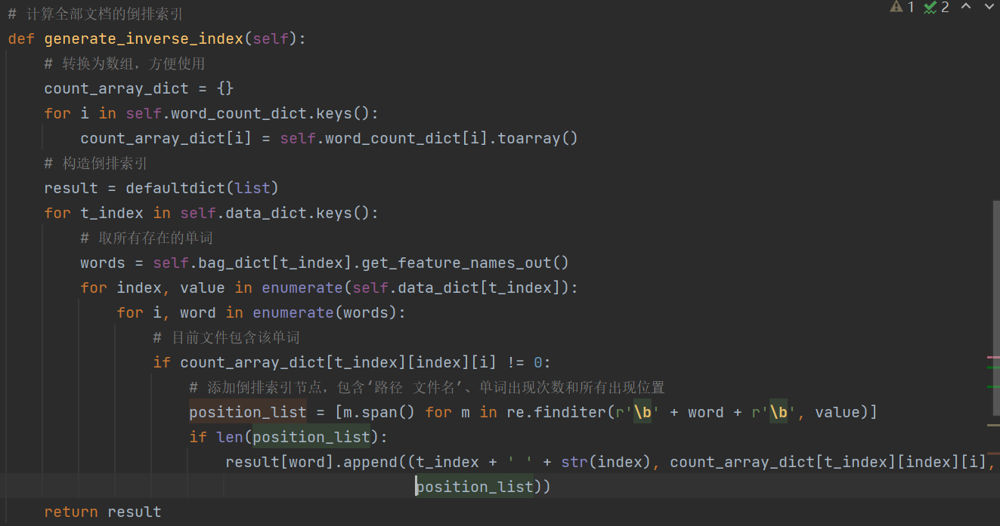 # 计算全部文档的倒排索引
1 2
def generate_inverse_index(self):
# 转换为数组，方便使用
count_array_dict = {}
for i in self.word_count_dict.keys():
count_array_dict[i] = self.word_count_dict[i].toarray()
# 构造倒排索引
result = defaultdict(list)
for t_index in self.data_dict.keys():
# 取所有存在的单词
words = self.bag_dict[t_index].get_feature_names_out()
for index, value in enumerate(self.data_dict[t_index]):
for i, word in enumerate(words):
# 目前文件包含该单词
if count_array_dict[t_index][index][i] != 0:
# 添加倒排索引节点，包含‘路径 文件名’、单词出现次数和所有出现位置
position_list = [m.span() for m in re.finditer(r'\b' + word + r'\b', value)]
if len(position_list):
result[word].append((t_index + ' ' + str(index), count_array_dict[t_index][index][i],
position_list))
return result